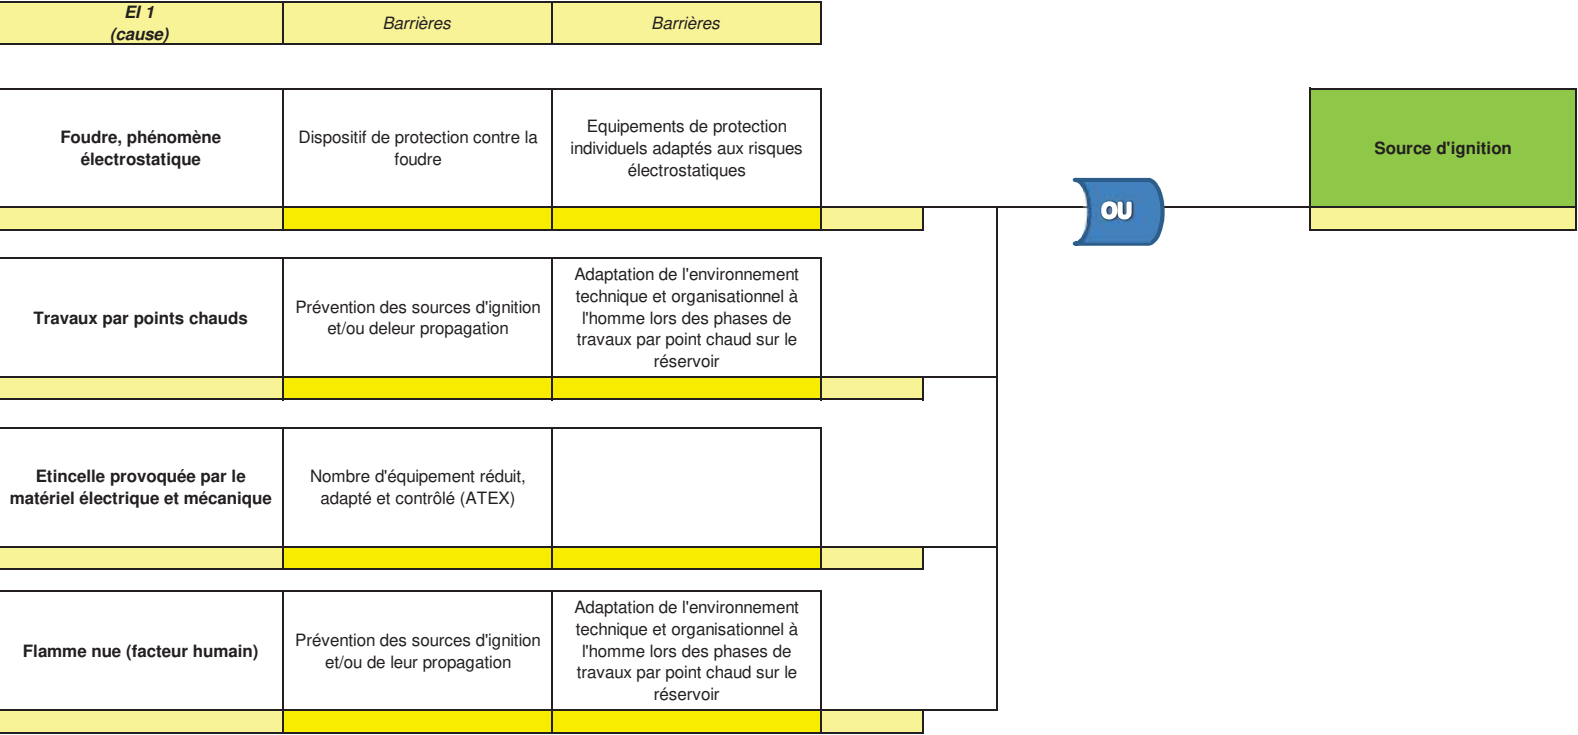 EI 1
(cause)
Barrières
Barrières
Foudre, phénomène
électrostatique
Dispositif de protection contre la
foudre
Equipements de protection
individuels adaptés aux risques
électrostatiques
Source d'ignition
OU
Travaux par points chauds
Prévention des sources d'ignition
et/ou deleur propagation
Adaptation de l'environnement
technique et organisationnel à
l'homme lors des phases de
travaux par point chaud sur le
réservoir
Etincelle provoquée par le
matériel électrique et mécanique
Nombre d'équipement réduit,
adapté et contrôlé (ATEX)
Flamme nue (facteur humain)
Prévention des sources d'ignition
et/ou de leur propagation
Adaptation de l'environnement
technique et organisationnel à
l'homme lors des phases de
travaux par point chaud sur le
réservoir